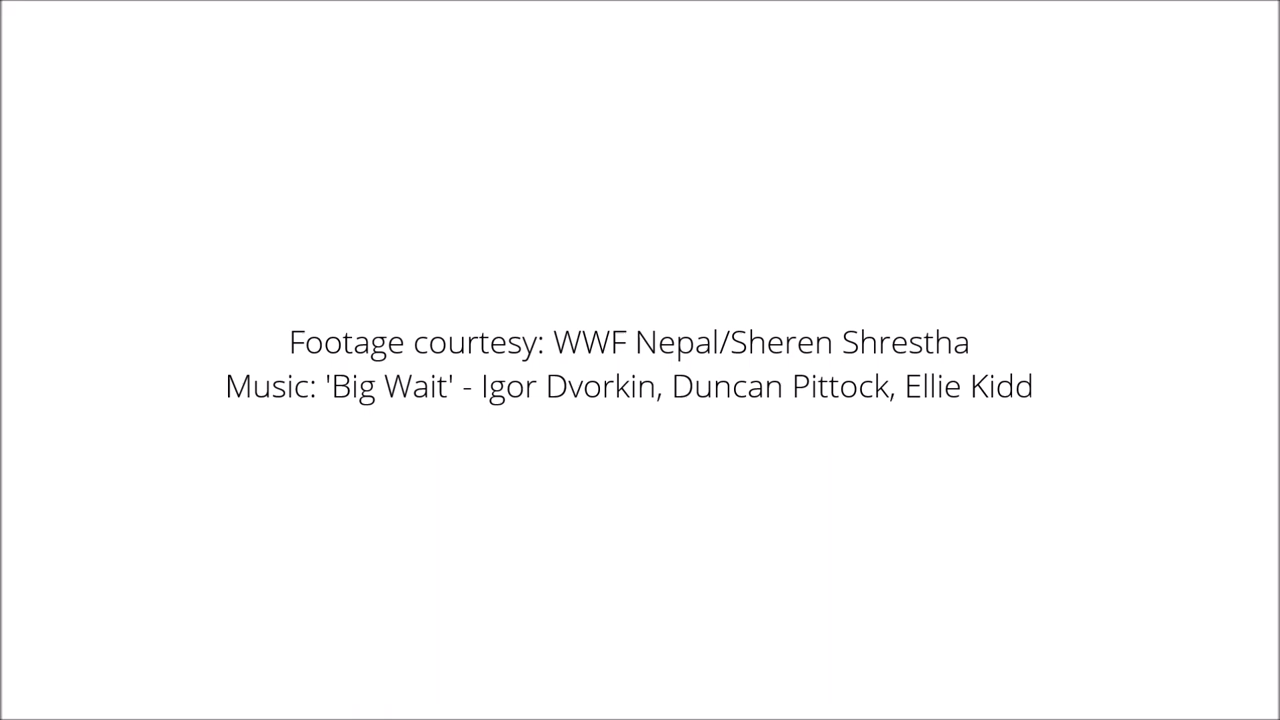 Footage courtesy: WWF Nepal/Sheren Shrestha
Music: 'Big Wait' - Igor Dvorkin, Duncan Pittock, Ellie Kidd